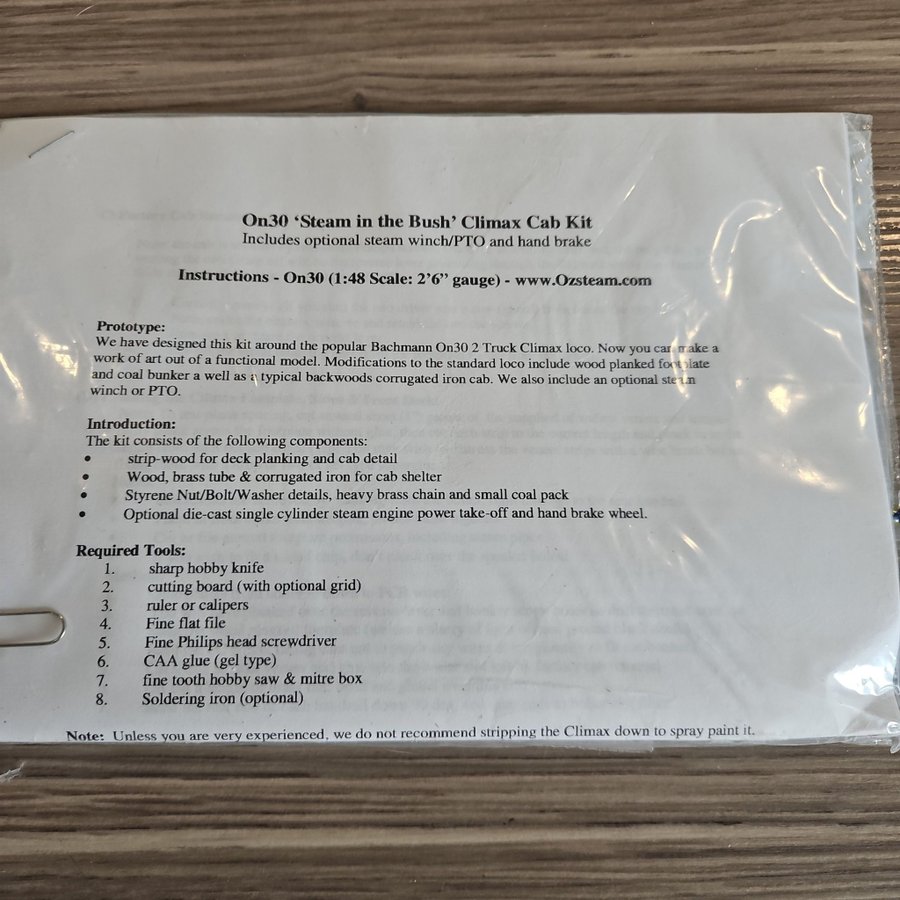 On30 ‘Steam in the Bush’ Climax Cab Kit
Includes optional steam winch/PTO and hand brake
Instructions - On30 (1:48 Scale: 2’6” gauge) - www.Ozsteam.com
Prototype:
We have designed this kit around the popular Bachmann On30 2 Truck Climax loco. Now you can make a
work of art out of a functional model. Modifications to the standard loco include wood planked footplate
and coal bunker a well as a typical backwoods corrugated iron cab. We also include an optional steam
winch or PTO.
Introduction:
The kit consists of the following components:
• strip-wood for deck planking and cab detail
• Wood, brass tube & corrugated iron for cab shelter
• Styrene Nut/Bolt/Washer details, heavy brass chain and small coal pack
• Optional die-cast single cylinder steam engine power take-off and hand brake wheel.
Required Tools:
1. sharp hobby knife
2. cutting board (with optional grid)
3. ruler or calipers
4. Fine flat file
5. Fine Philips head screwdriver
6. CAA glue (gel type)
7. fine tooth hobby saw & mitre box
8. Soldering iron (optional)
Note: Unless you are very experienced, we do not recommend stripping the Climax down to spray paint it.